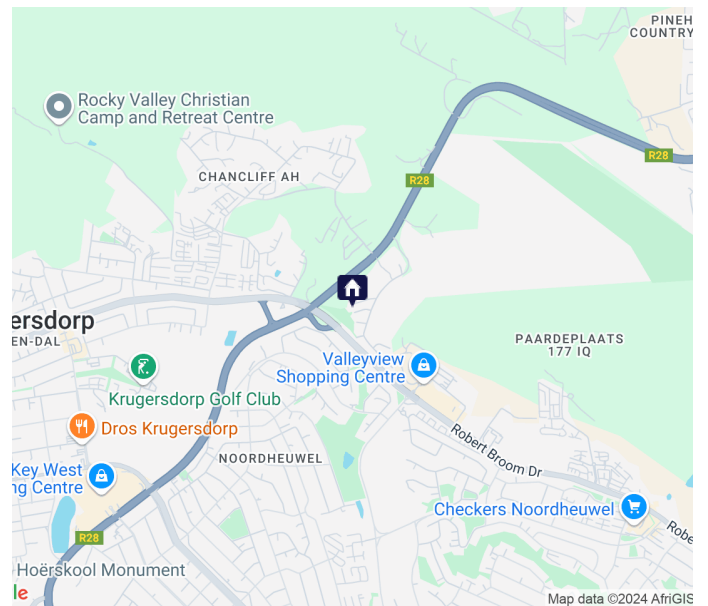 PINEH
COUNTRY
Rocky Valley Christian
Camp and Retreat Centre
R28
CHANCLIFF AH
R28
ersdorp
EN-DAL
PAARDEPLAATS
177 IQ
Valleyview
Shopping Centre
Krugersdorp Golf Club
Dros Krugersdorp
Robert Broom Dr
NOORDHEUWEL
Key West
ng Centre
Checkers Noordheuwel
Robe
R28
Hoërskool Monument
le
Map data ©2024 AfriGIS